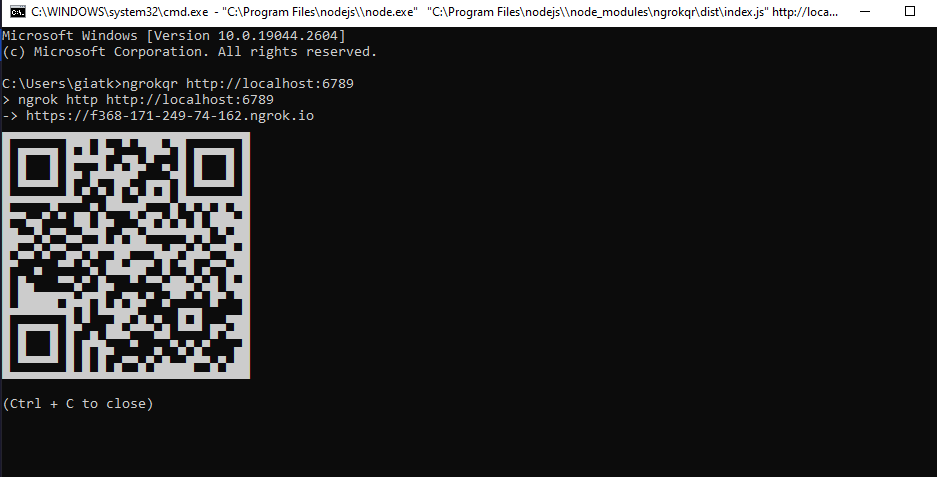 C:\WINDOWS\system32\cmd.exe - "C:\Program Files\nodejs\\node.exe" "C:\Program Files\nodejs\\node_modules\ngrokqr\dist\index.js" http://loca...
Microsoft Windows [Version 10.0.19044.2604]
(c) Microsoft Corporation. All rights reserved.
C:\Users\giatk>ngrokqr http://localhost:6789
> ngrok http http://localhost:6789
-> https://f368-171-249-74-162.ngrok.io
(Ctrl + C to close)